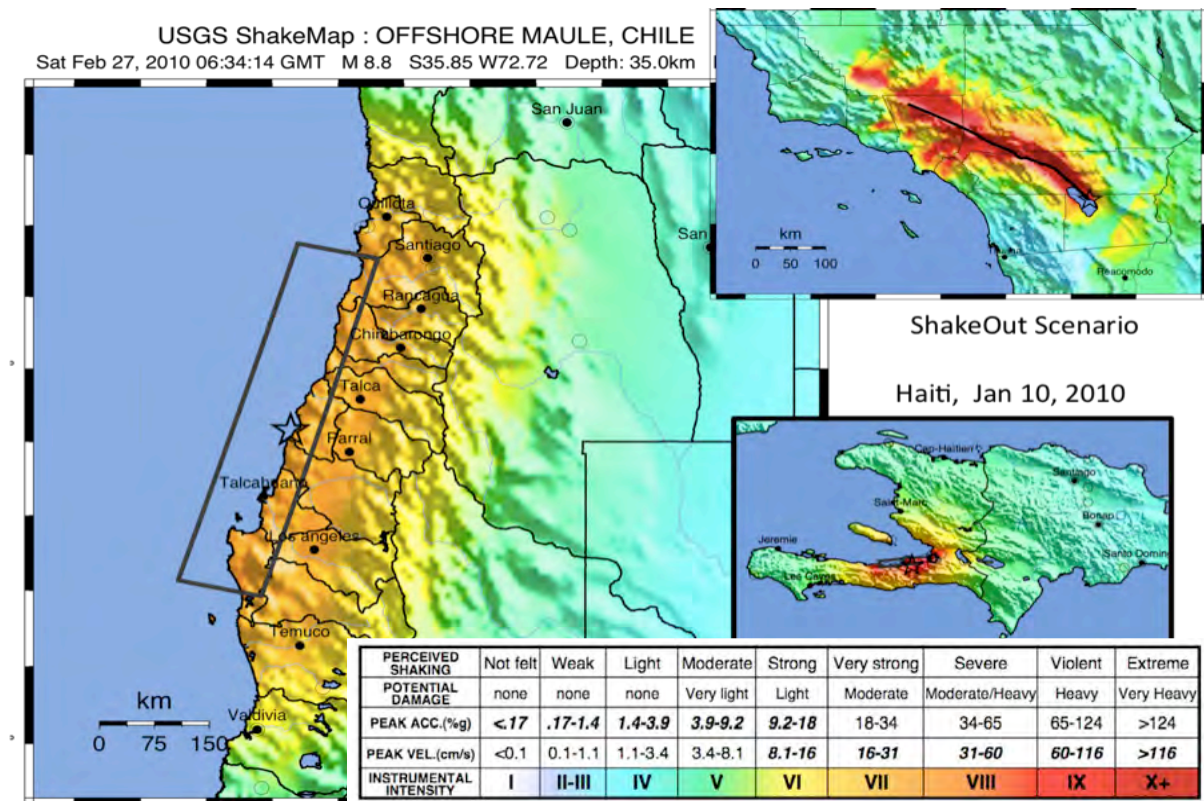 USGS ShakeMap : OFFSHORE MAULE, CHILE
Sat Feb 27, 2010 06:34:14 GMT M 8.8 S35.85 W72.72 Depth: 35.0km
San Juan
Quillota
Santiago
San
Rancagua
Chimbarongo
Talca
Parral
Talcahuano
Los angeles
Temuco
Valdivia
km
0 75 150
km
0 50 100
ShakeOut Scenario
Haiti, Jan 10, 2010
Cap-Haitien
Santiago
Saint-Marc
Bonao
Jeremie
Santo Doming
Les Cayes
PERCEIVED SHAKING Not felt Weak Light Moderate Strong Very strong Severe Violent Extreme
POTENTIAL DAMAGE none none none Very light Light Moderate Moderate/Heavy Heavy Very Heavy
PEAK ACC.(%g) <.17 .17-1.4 1.4-3.9 3.9-9.2 9.2-18 18-34 34-65 65-124 >124
PEAK VEL.(cm/s) <0.1 0.1-1.1 1.1-3.4 3.4-8.1 8.1-16 16-31 31-60 60-116 >116
INSTRUMENTAL INTENSITY I II-III IV V VI VII VIII IX X+